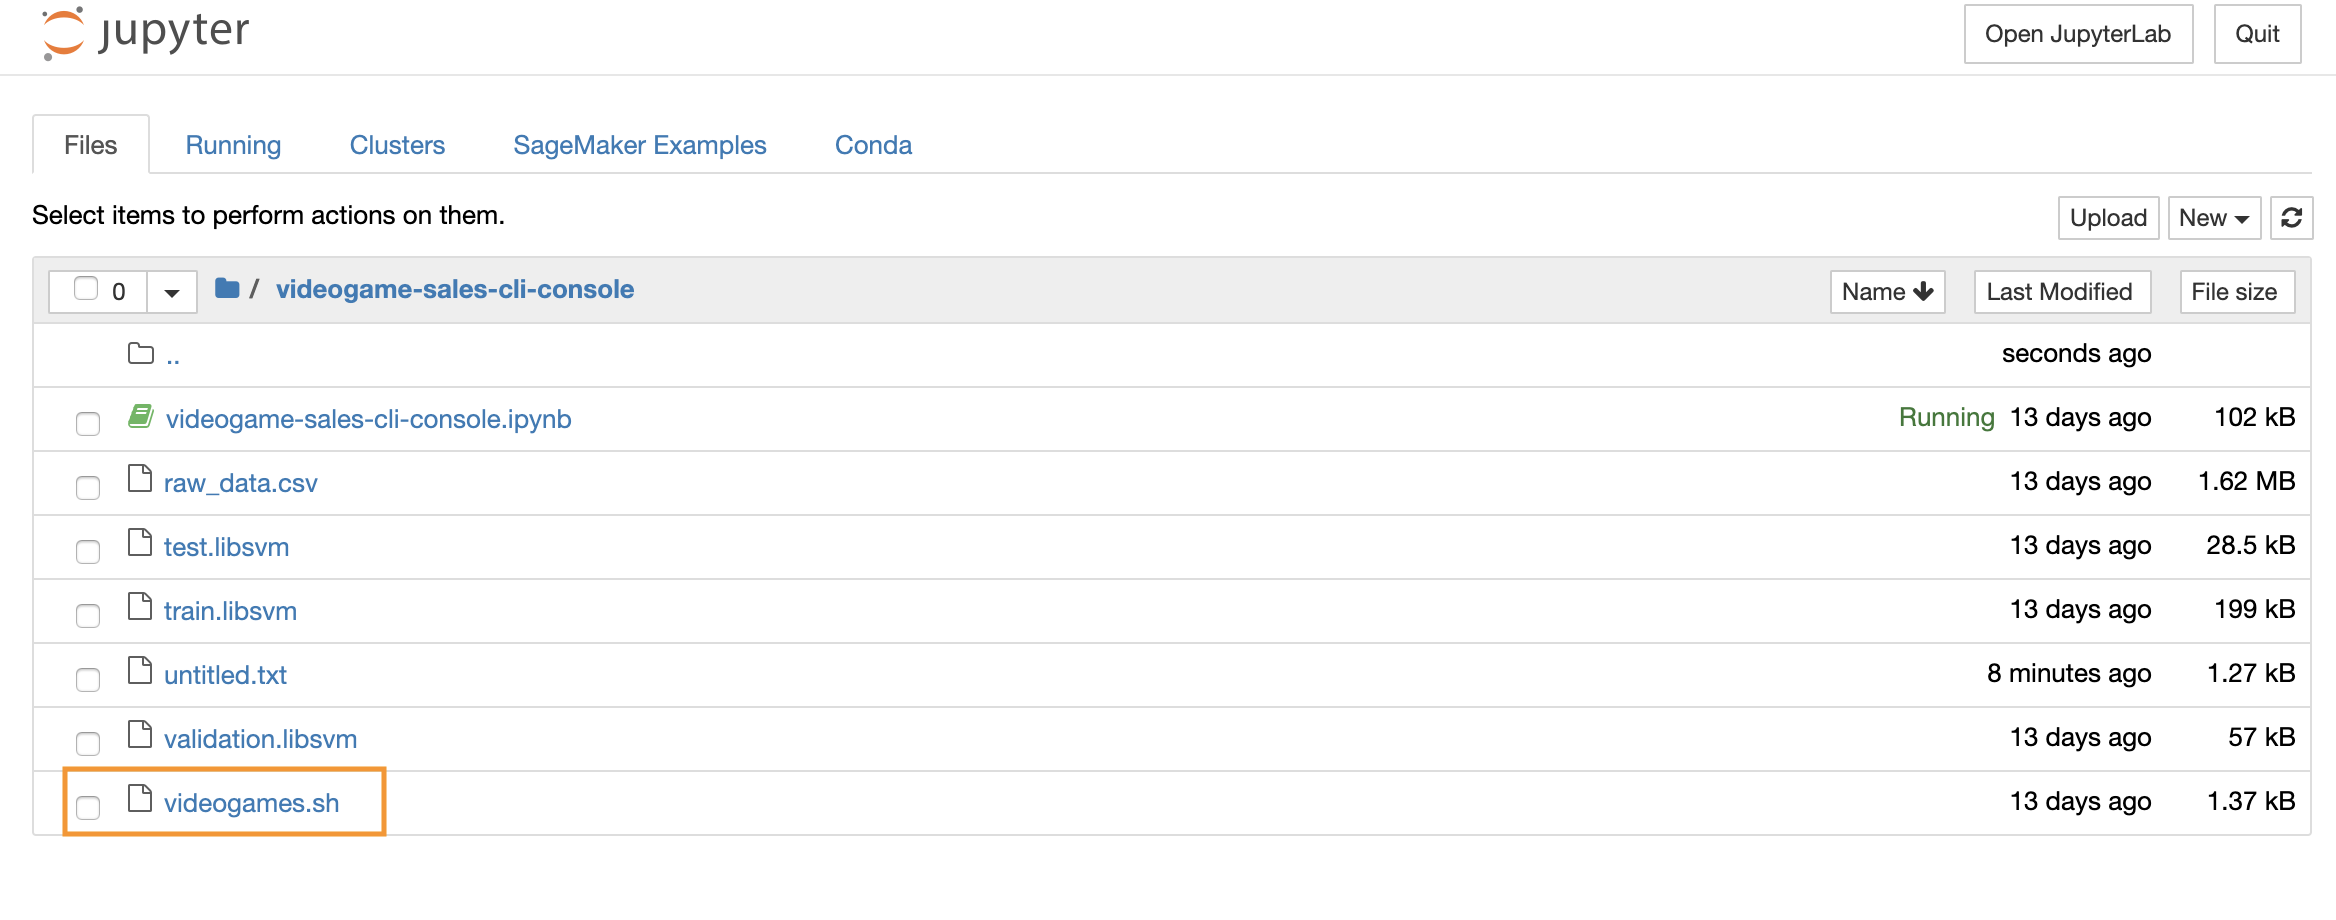 jupyter
Open JupyterLab
Quit
Files
Running
Clusters
SageMaker Examples
Conda
Select items to perform actions on them.
Upload
New
0
/ videogame-sales-cli-console
Name
Last Modified
File size
..
seconds ago
videogame-sales-cli-console.ipynb
Running 13 days ago
102 kB
raw_data.csv
13 days ago
1.62 MB
test.libsvm
13 days ago
28.5 kB
train.libsvm
13 days ago
199 kB
untitled.txt
8 minutes ago
1.27 kB
validation.libsvm
13 days ago
57 kB
videogames.sh
13 days ago
1.37 kB